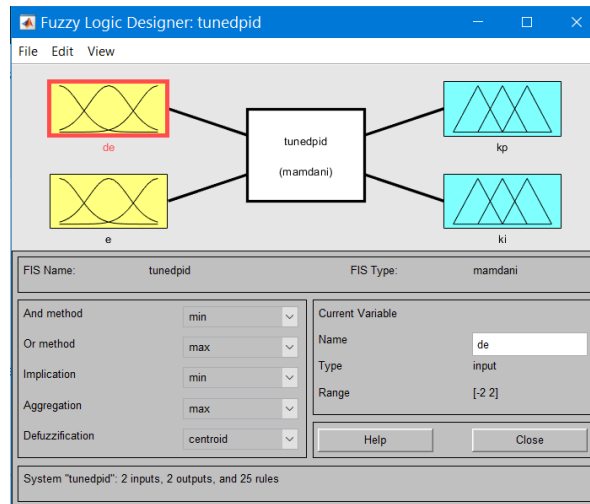 Fuzzy Logic Designer: tunedpid
File Edit View
de
e
tunedpid
(mamdani)
kp
ki
FIS Name: tunedpid FIS Type: mamdani
And method min
Or method max
Implication min
Aggregation max
Defuzzification centroid
Current Variable
Name de
Type input
Range [-2 2]
Help Close
System "tunedpid": 2 inputs, 2 outputs, and 25 rules